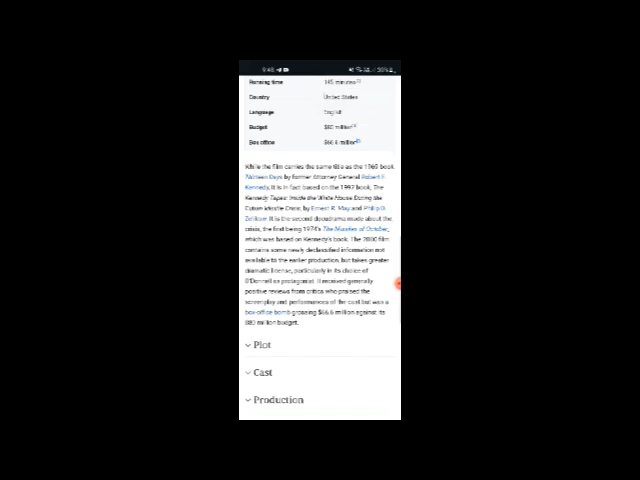 9:48
Running time 145 minutes[1]
Country United States
Language English
Budget $80 million[2]
Box office $66.6 million[2]
While the film carries the same title as the 1969 book
Thirteen Days by former Attorney General Robert F.
Kennedy, it is in fact based on the 1997 book, The
Kennedy Tapes: Inside the White House During the
Cuban Missile Crisis, by Ernest R. May and Philip D.
Zelikow. It is the second docudrama made about the
crisis, the first being 1974's The Missiles of October,
which was based on Kennedy's book. The 2000 film
contains some newly declassified information not
available to the earlier production, but takes greater
dramatic license, particularly in its choice of
O'Donnell as protagonist. It received generally
positive reviews from critics who praised the
screenplay and performances of the cast but was a
box-office bomb grossing $66.6 million against its
$80 million budget.
Plot
Cast
Production